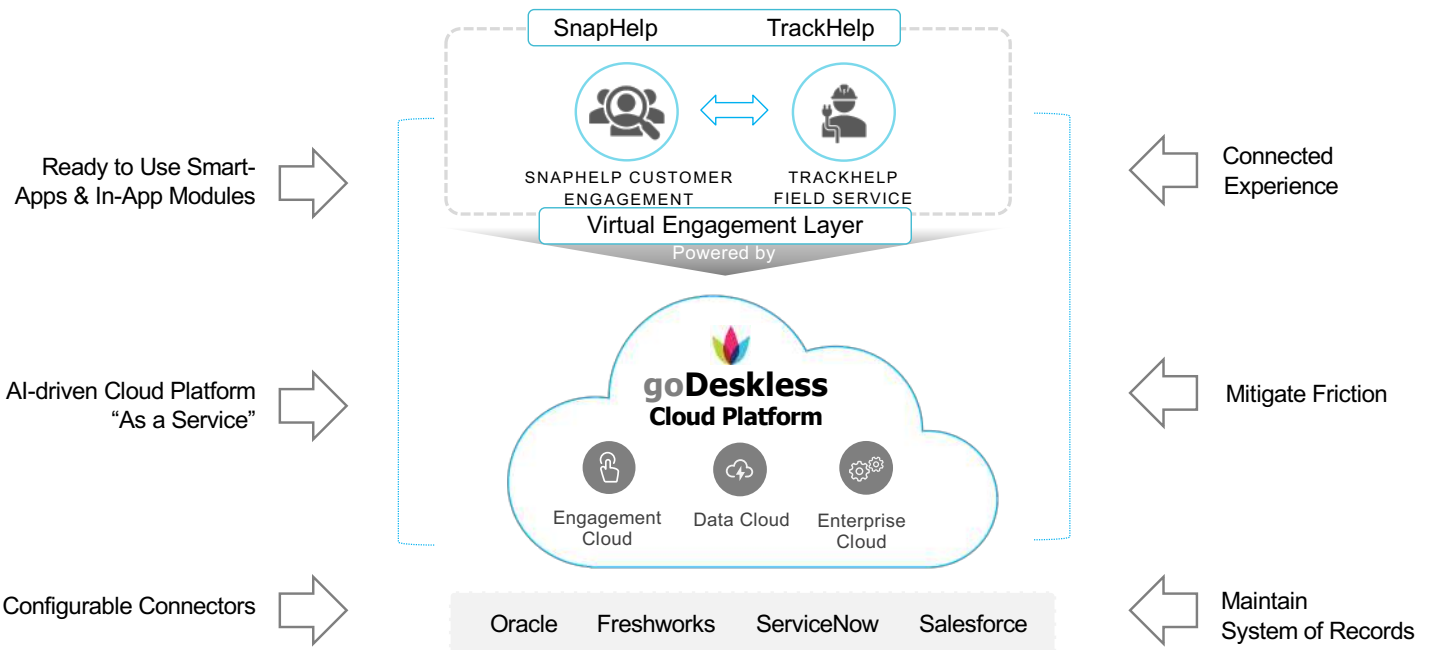 SnapHelp TrackHelp
SNAPHELP CUSTOMER
ENGAGEMENT
TRACKHELP
FIELD SERVICE
Virtual Engagement Layer
Powered by
Ready to Use Smart-
Apps & In-App Modules
Connected
Experience
goDeskless
Cloud Platform
AI-driven Cloud Platform
“As a Service”
Mitigate Friction
Engagement
Cloud
Data Cloud
Enterprise
Cloud
Configurable Connectors
Oracle Freshworks ServiceNow Salesforce
Maintain
System of Records